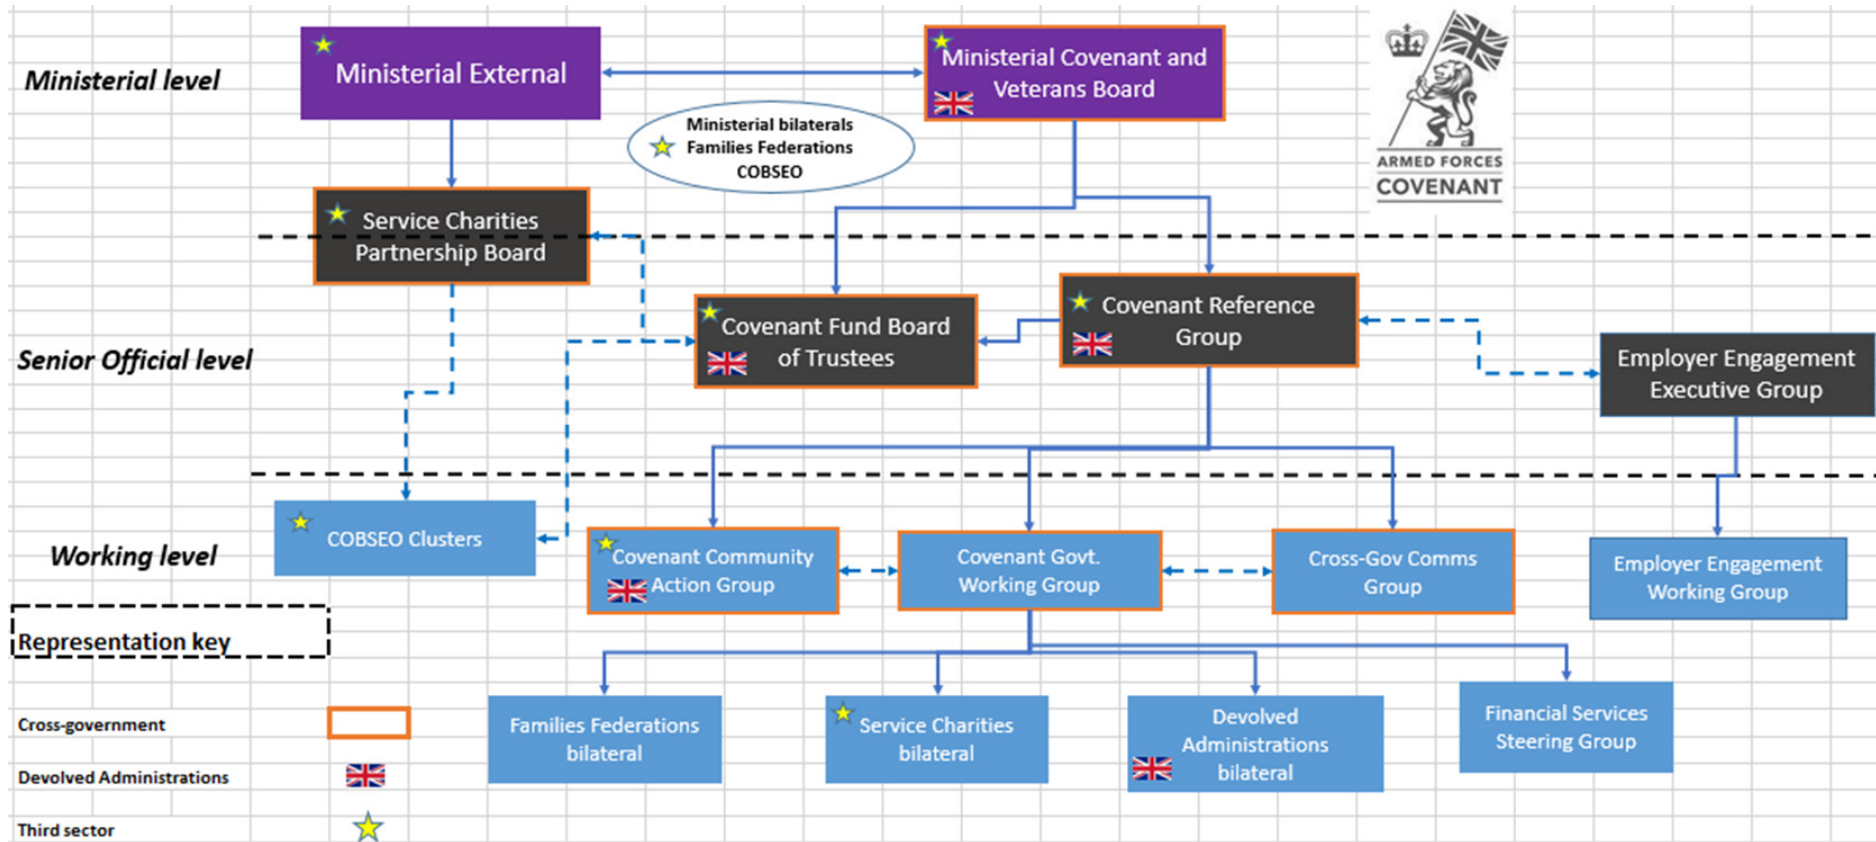 Ministerial level
Ministerial External
Ministerial Covenant and
Veterans Board
Ministerial bilaterals
Families Federations
COBSEO
ARMED FORCES
COVENANT
Service Charities
Partnership Board
Senior Official level
Covenant Fund Board
of Trustees
Covenant Reference
Group
Employer Engagement
Executive Group
Working level
COBSEO Clusters
Covenant Community
Action Group
Covenant Govt.
Working Group
Cross-Gov Comms
Group
Employer Engagement
Working Group
Representation key
Families Federations
bilateral
Service Charities
bilateral
Devolved
Administrations
bilateral
Financial Services
Steering Group
Cross-government
Devolved Administrations
Third sector